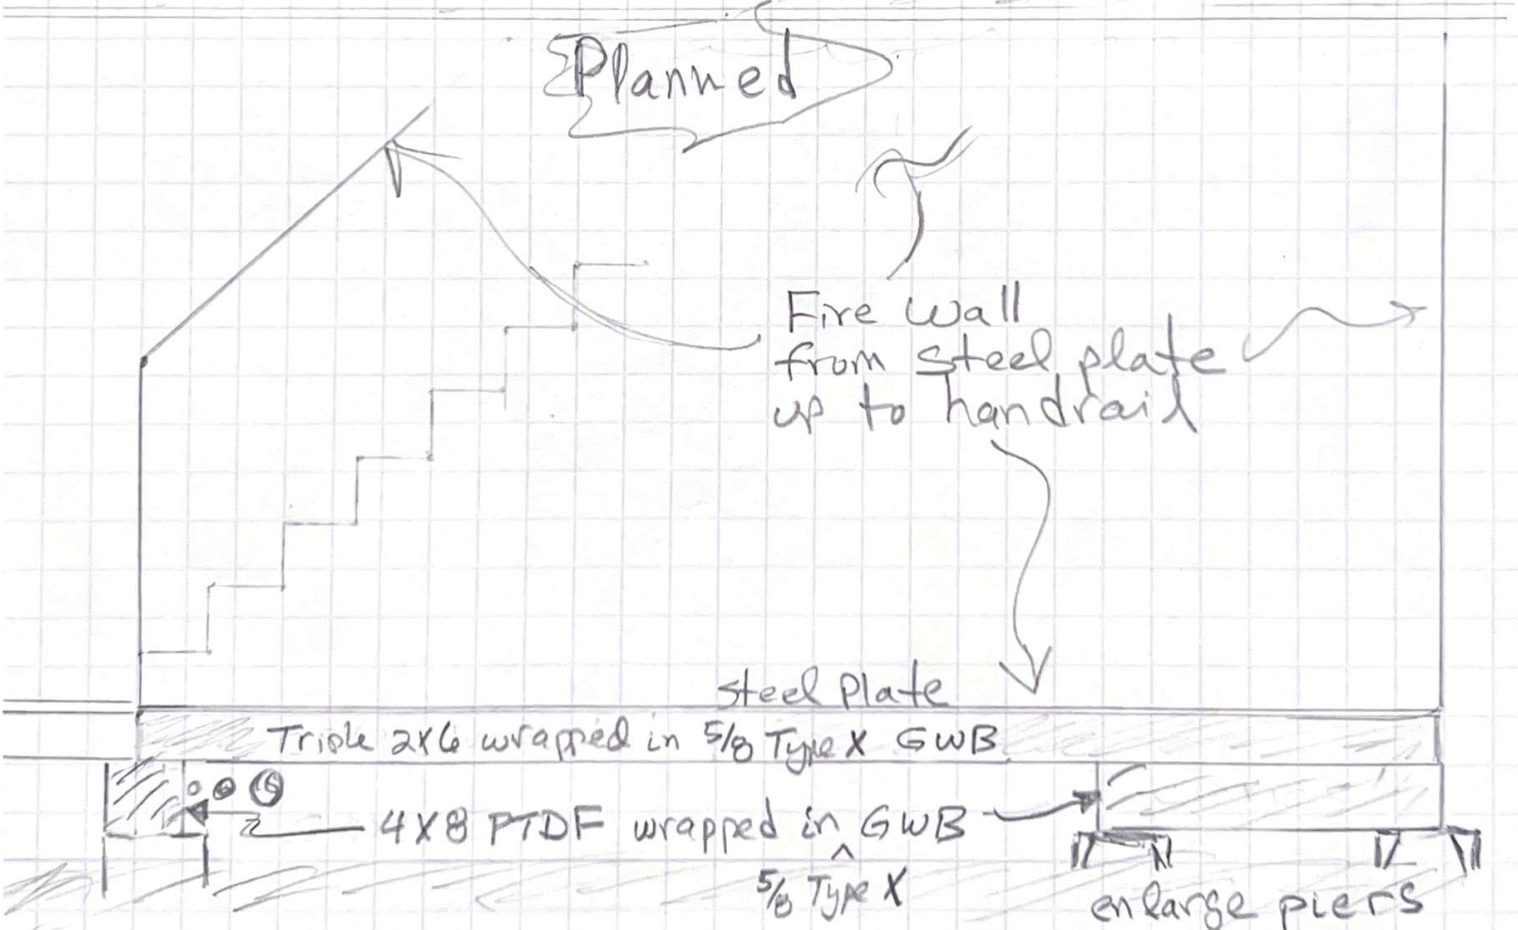 Planned
Fire wall
from steel plate
up to handrail
steel plate
Triple 2x6 wrapped in 5/8 Type X GWB
4x8 PTDF wrapped in GWB
^
5/8 Type X
enlarge piers